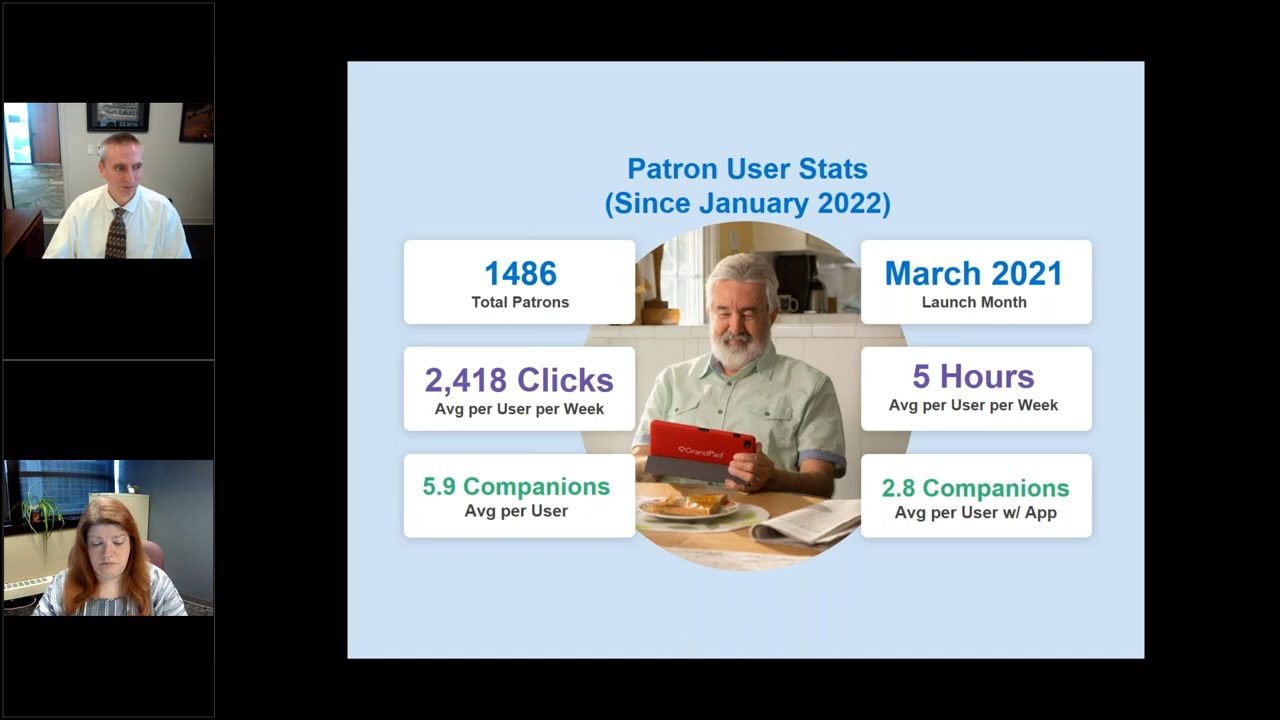 Patron User Stats
(Since January 2022)
1486
Total Patrons
March 2021
Launch Month
2,418 Clicks
Avg per User per Week
5 Hours
Avg per User per Week
GrandPad
5.9 Companions
Avg per User
2.8 Companions
Avg per User w/ App